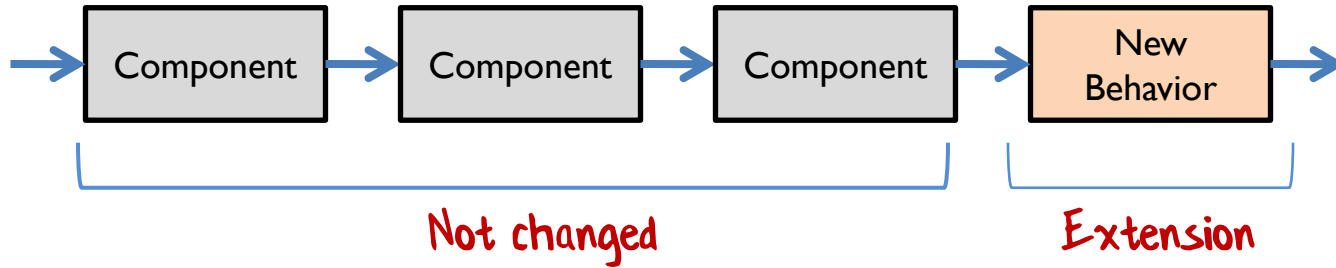 Component
Component
Component
New
Behavior
Not changed
Extension